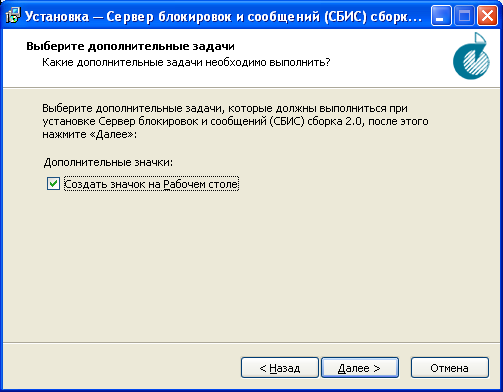 Установка — Сервер блокировок и сообщений (СБИС) сборк...
Выберите дополнительные задачи
Какие дополнительные задачи необходимо выполнить?
Выберите дополнительные задачи, которые должны выполниться при
установке Сервер блокировок и сообщений (СБИС) сборка 2.0, после этого
нажмите «Далее»:
Дополнительные значки:
Создать значок на Рабочем столе
< Назад
Далее >
Отмена